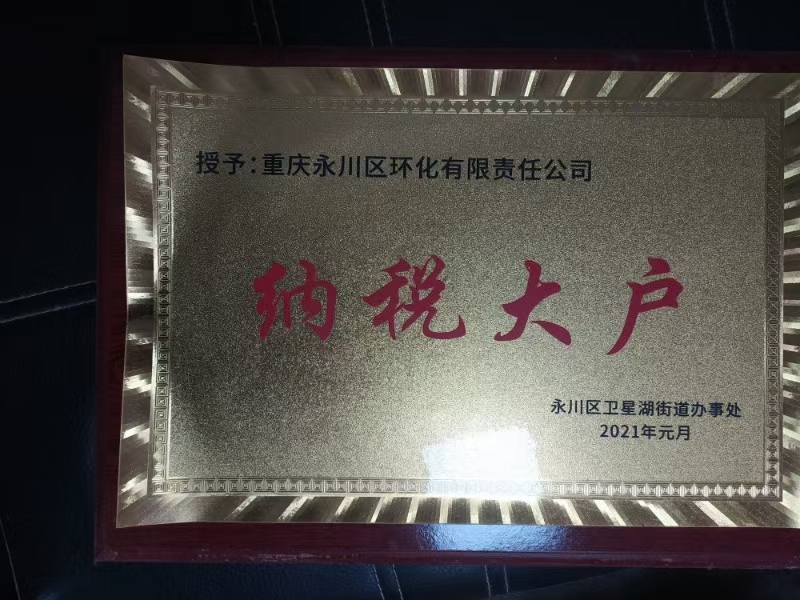 授予：重庆永川区环化有限责任公司
纳税大户
永川区卫星湖街道办事处
2021年元月